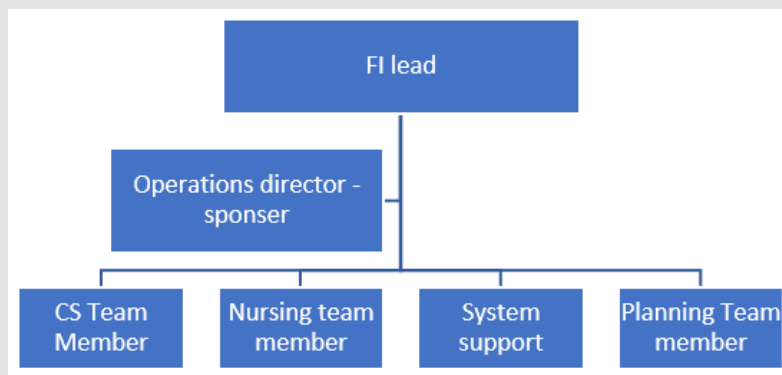 FI lead
Operations director -
sponser
CS Team
Member
Nursing team
member
System
support
Planning Team
member